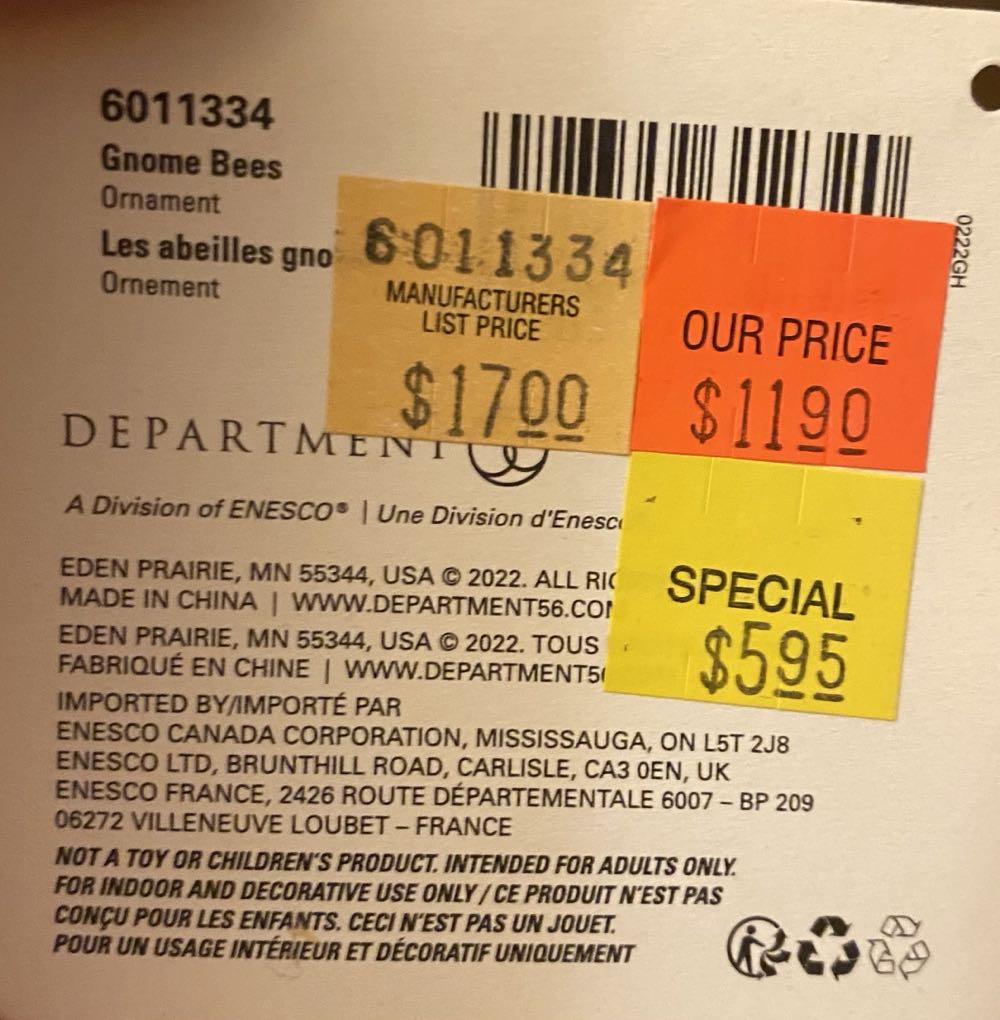 6011334
Gnome Bees
Ornament
Les abeilles gno
Ornement
0222GH
6011334
MANUFACTURERS
LIST PRICE
$1700
OUR PRICE
$1190
SPECIAL
$595
DEPARTMENT
A Division of ENESCO® | Une Division d'Enesc
EDEN PRAIRIE, MN 55344, USA © 2022. ALL RIG
MADE IN CHINA | WWW.DEPARTMENT56.CO
EDEN PRAIRIE, MN 55344, USA © 2022. TOUS
FABRIQUÉ EN CHINE | WWW.DEPARTMENT5
IMPORTED BY/IMPORTÉ PAR
ENESCO CANADA CORPORATION, MISSISSAUGA, ON L5T 2J8
ENESCO LTD, BRUNTHILL ROAD, CARLISLE, CA3 0EN, UK
ENESCO FRANCE, 2426 ROUTE DÉPARTEMENTALE 6007 – BP 209
06272 VILLENEUVE LOUBET – FRANCE
NOT A TOY OR CHILDREN'S PRODUCT. INTENDED FOR ADULTS ONLY.
FOR INDOOR AND DECORATIVE USE ONLY / CE PRODUIT N'EST PAS
CONÇU POUR LES ENFANTS. CECI N'EST PAS UN JOUET.
POUR UN USAGE INTÉRIEUR ET DÉCORATIF UNIQUEMENT